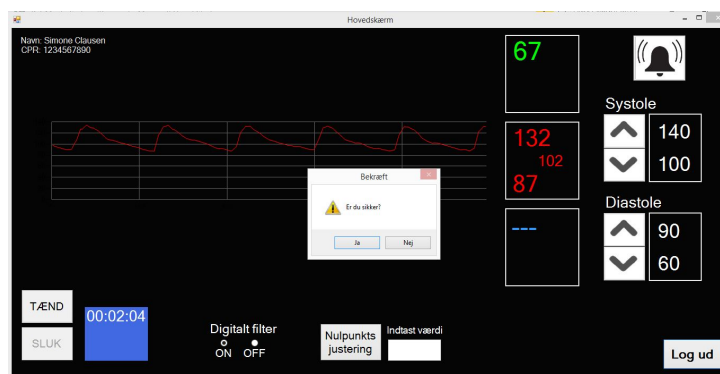 Hovedskærm
Navn: Simone Clausen
CPR: 1234567890
67
132
102
87
---
Systole
140
100
Diastole
90
60
Bekræft
Er du sikker?
Ja
Nej
TÆND
SLUK
00:02:04
Digitalt filter
ON OFF
Nulpunkts
justering
Indtast værdi
Log ud